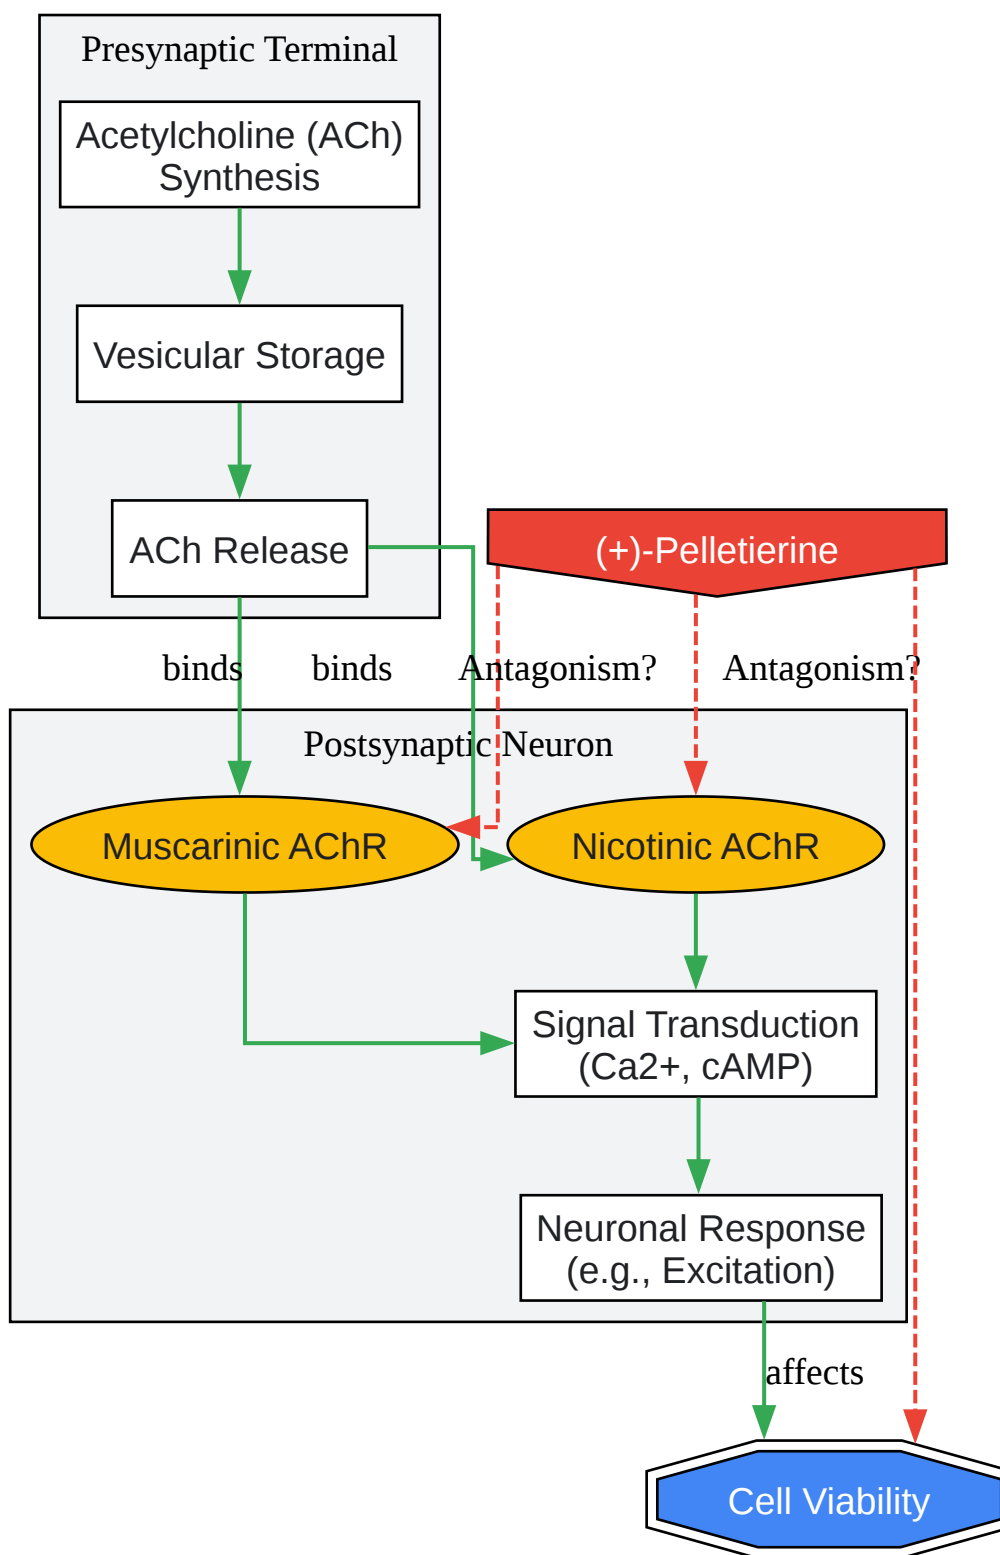 Presynaptic Terminal
Acetylcholine (ACh)
Synthesis
Vesicular Storage
ACh Release
(+)-Pelletierine
binds
binds
Antagonism?
Antagonism?
Postsynaptic Neuron
Muscarinic AChR
Nicotinic AChR
Signal Transduction
(Ca2+, cAMP)
Neuronal Response
(e.g., Excitation)
affects
Cell Viability